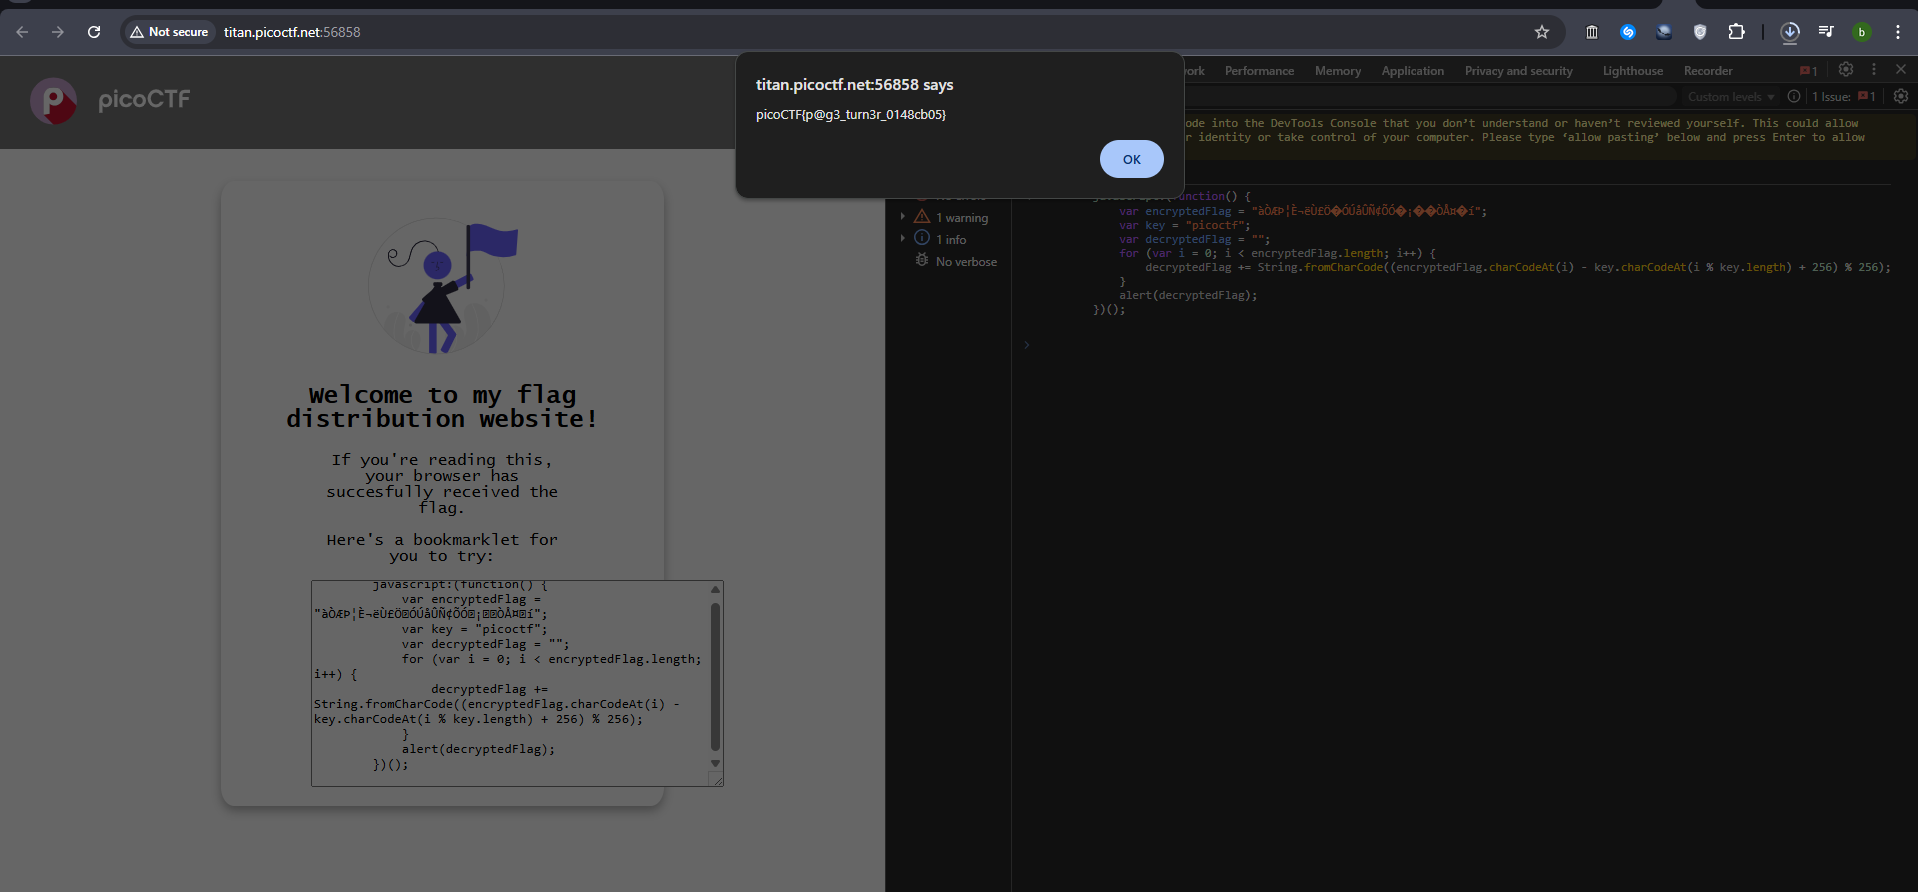 Not secure
titan.picoctf.net:56858
b
picoCTF
titan.picoctf.net:56858 says
picoCTF{p@g3_turn3r_0148cb05}
OK
Performance
Memory
Application
Privacy and security
Lighthouse
Recorder
1
Custom levels
1 Issue:
1
ode into the DevTools Console that you don’t understand or haven’t reviewed yourself. This could allow
r identity or take control of your computer. Please type ‘allow pasting’ below and press Enter to allow
1 warning
1 info
No verbose
unction() {
var encryptedFlag = "àÒÆÞ¦È¬ëÙ£Ö�ÓÚåÛÑ¢ÕÓ�¡��ÒÅ¤�í";
var key = "picoctf";
var decryptedFlag = "";
for (var i = 0; i < encryptedFlag.length; i++) {
decryptedFlag += String.fromCharCode((encryptedFlag.charCodeAt(i) - key.charCodeAt(i % key.length) + 256) % 256);
}
alert(decryptedFlag);
})();
Welcome to my flag
distribution website!
If you're reading this,
your browser has
succesfully received the
flag.
Here's a bookmarklet for
you to try:
javascript:(function() {
var encryptedFlag =
"àÒÆÞ¦È¬ëÙ£Ö�ÓÚåÛÑ¢ÕÓ�¡��ÒÅ¤�í";
var key = "picoctf";
var decryptedFlag = "";
for (var i = 0; i < encryptedFlag.length;
i++) {
decryptedFlag +=
String.fromCharCode((encryptedFlag.charCodeAt(i) -
key.charCodeAt(i % key.length) + 256) % 256);
}
alert(decryptedFlag);
})();